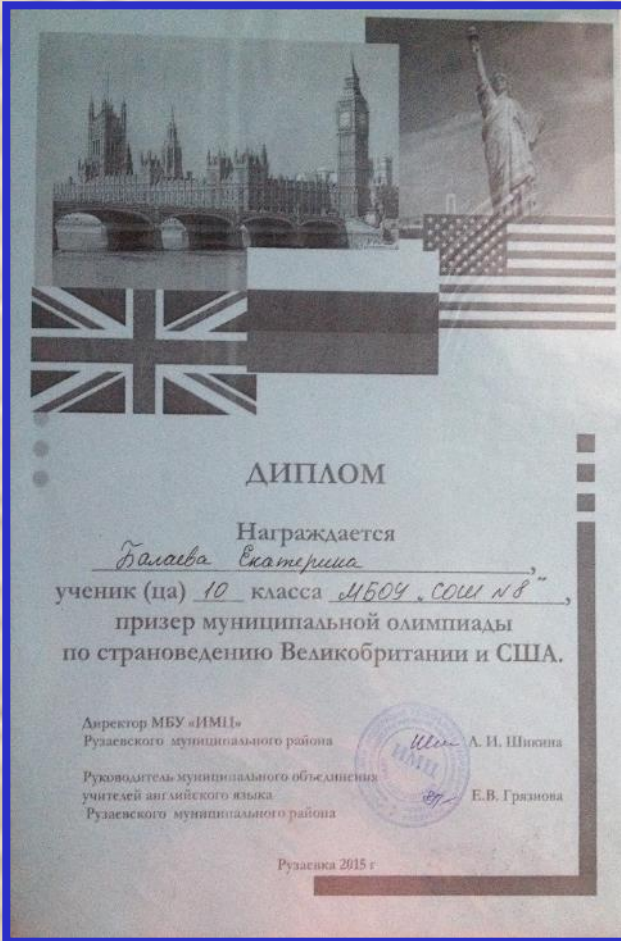 ДИПЛОМ
Награждается
Балаева Екатерина,
ученик (ца) 10 класса МБОУ „СОШ №8",
призер муниципальной олимпиады
по страноведению Великобритании и США.
Директор МБУ «ИМЦ»
Рузаевского муниципального района А. И. Шикина
Руководитель муниципального объединения
учителей английского языка Е.В. Грязнова
Рузаевского муниципального района
ИМЦ
Рузаевка 2015 г